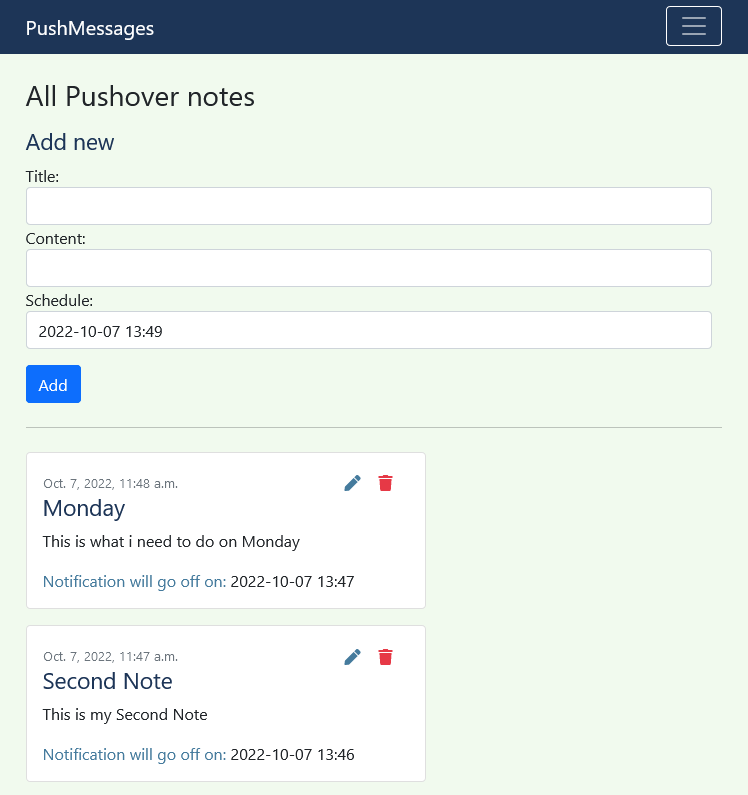 PushMessages
All Pushover notes
Add new
Title:
Content:
Schedule:
2022-10-07 13:49
Add
Oct. 7, 2022, 11:48 a.m.
Monday
This is what i need to do on Monday
Notification will go off on: 2022-10-07 13:47
Oct. 7, 2022, 11:47 a.m.
Second Note
This is my Second Note
Notification will go off on: 2022-10-07 13:46